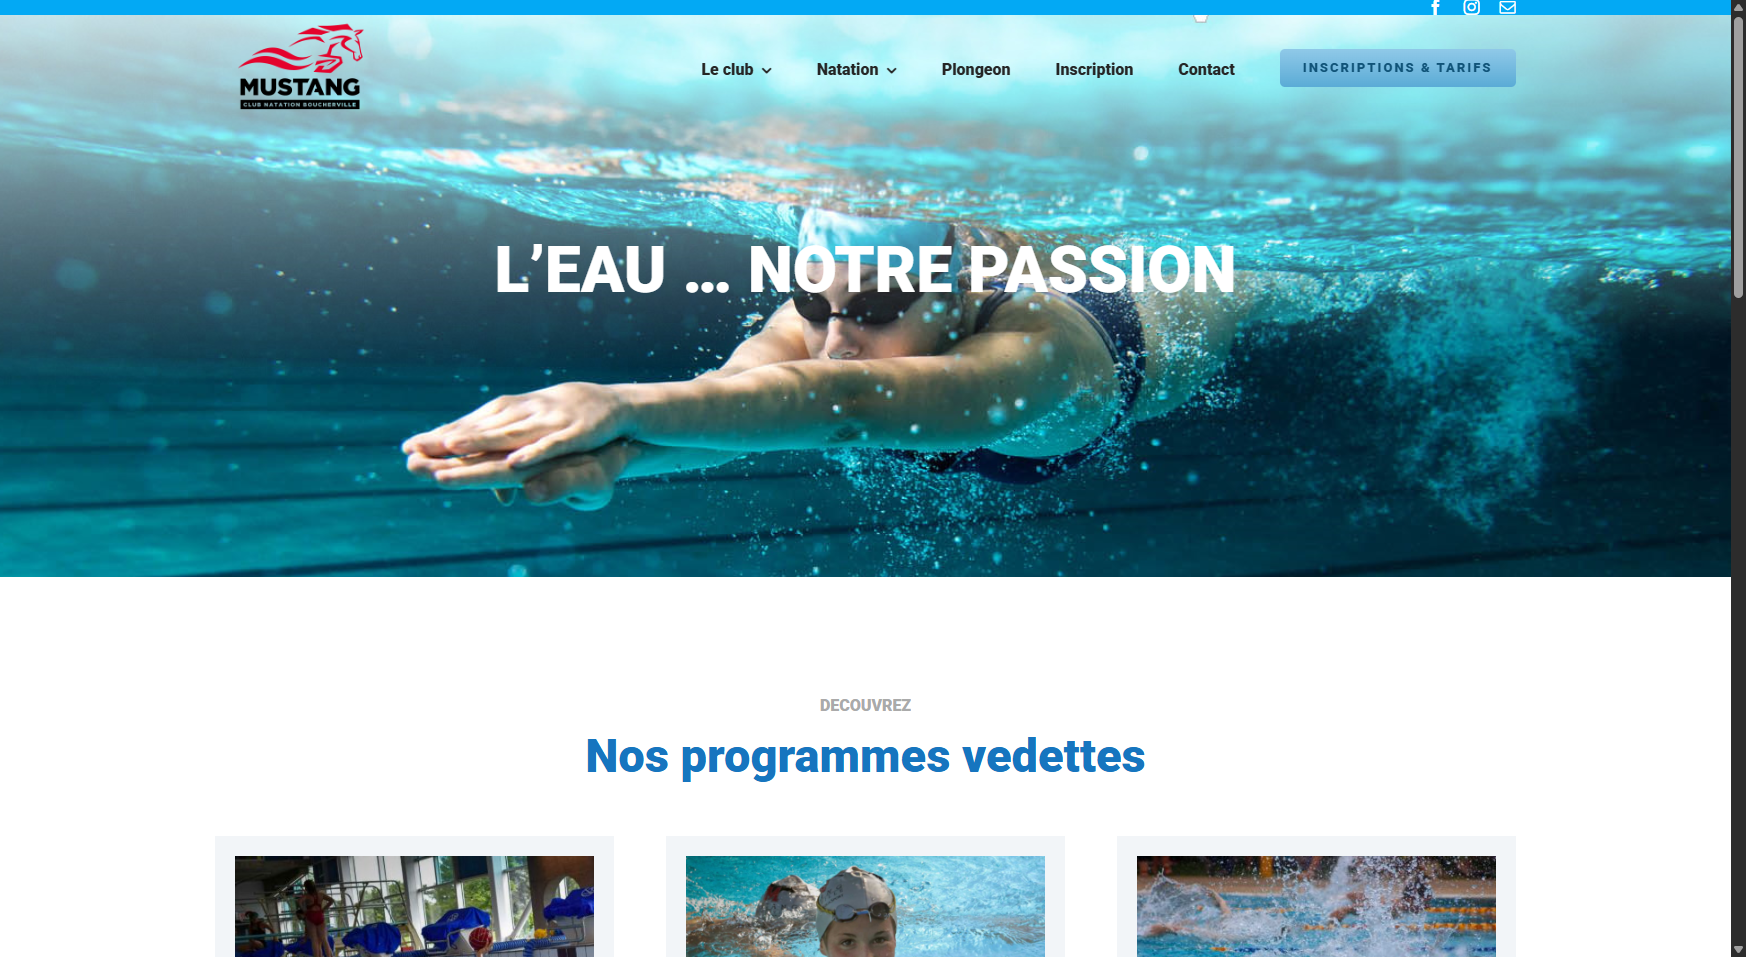 MUSTANG
CLUB NATATION BOUCHERVILLE
Le club
Natation
Plongeon
Inscription
Contact
INSCRIPTIONS & TARIFS
L’EAU ... NOTRE PASSION
DECOUVREZ
Nos programmes vedettes